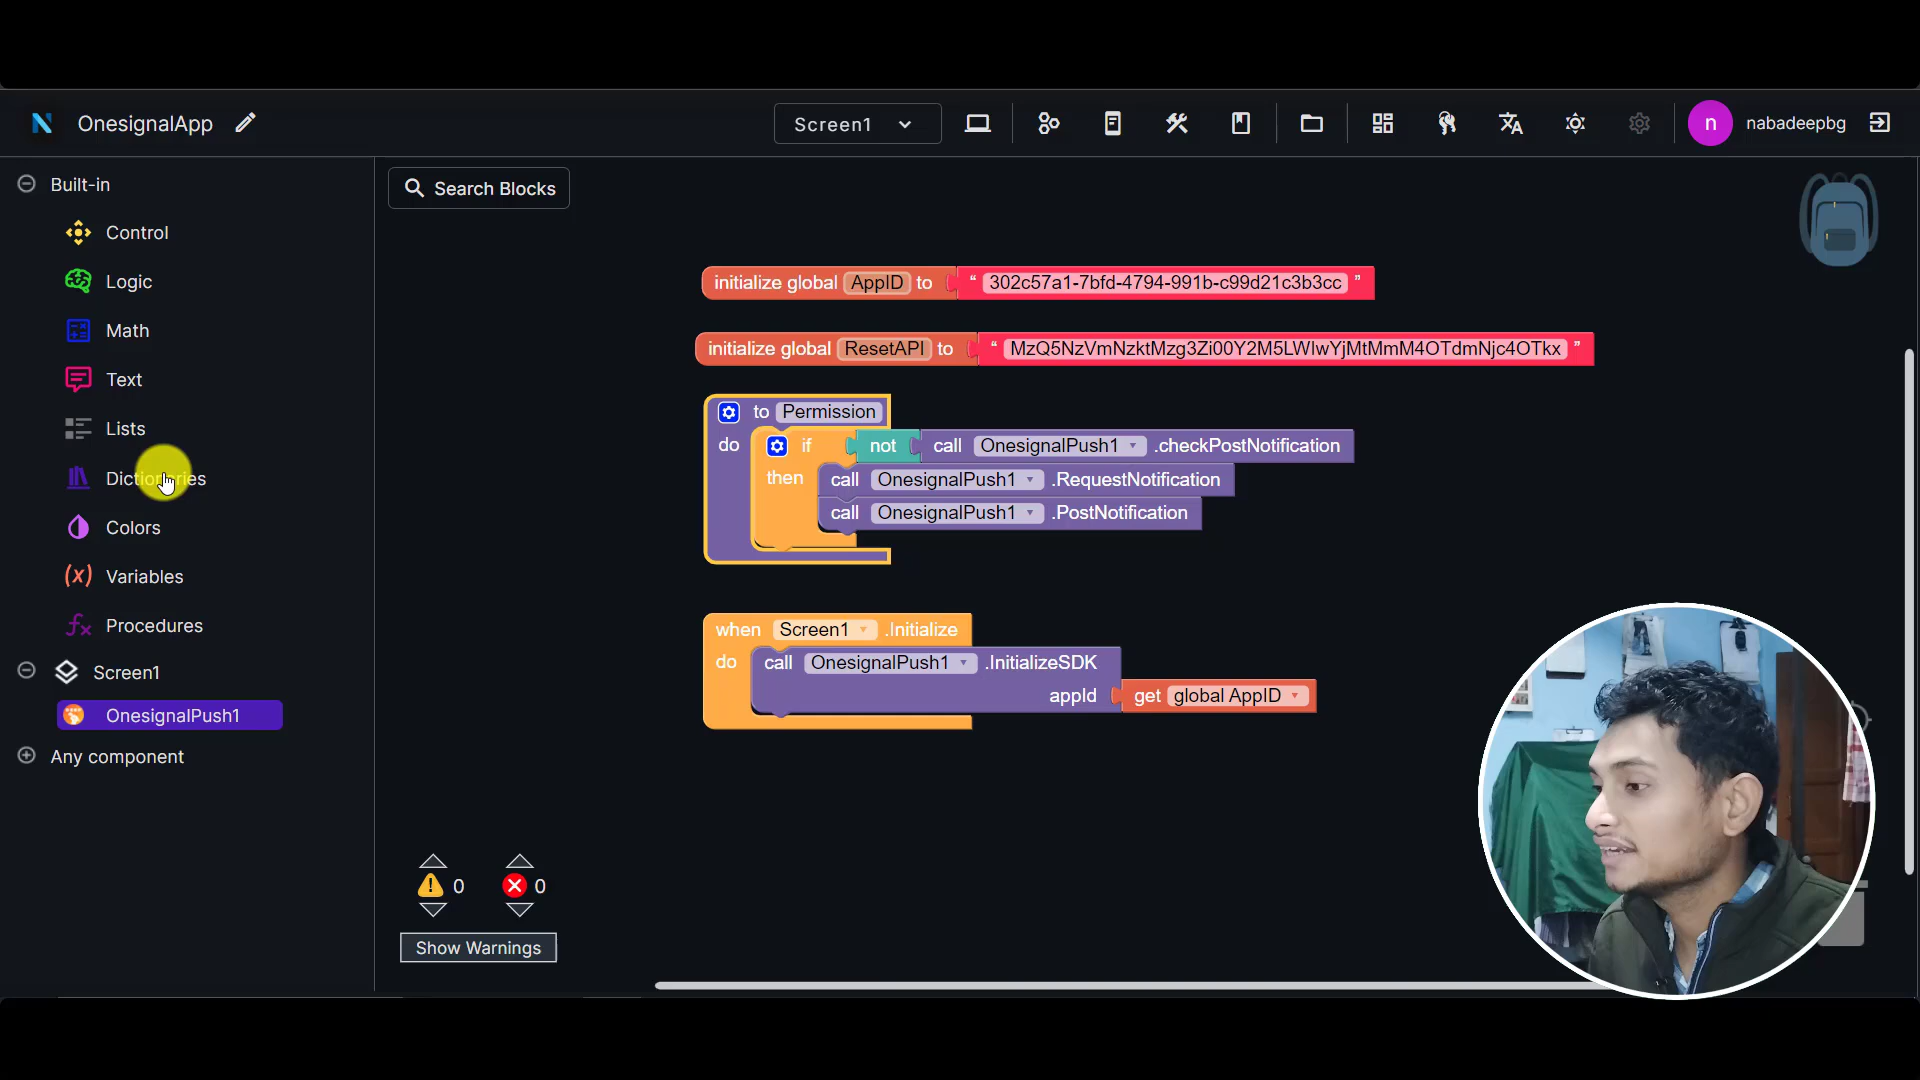 OnesignalApp
Screen1
n
nabadeepbg
Built-in
Control
Logic
Math
Text
Lists
Dictionaries
Colors
Variables
Procedures
Screen1
OnesignalPush1
Any component
Search Blocks
initialize global AppID to “ 302c57a1-7bfd-4794-991b-c99d21c3b3cc ”
initialize global ResetAPI to “ MzQ5NzVmNzktMzg3Zi00Y2M5LWIwYjMtMmM4OTdmNjc4OTkx ”
to Permission
do if not call OnesignalPush1 .checkPostNotification
then call OnesignalPush1 .RequestNotification
call OnesignalPush1 .PostNotification
when Screen1 .Initialize
do call OnesignalPush1 .InitializeSDK
appId get global AppID
0 0
Show Warnings